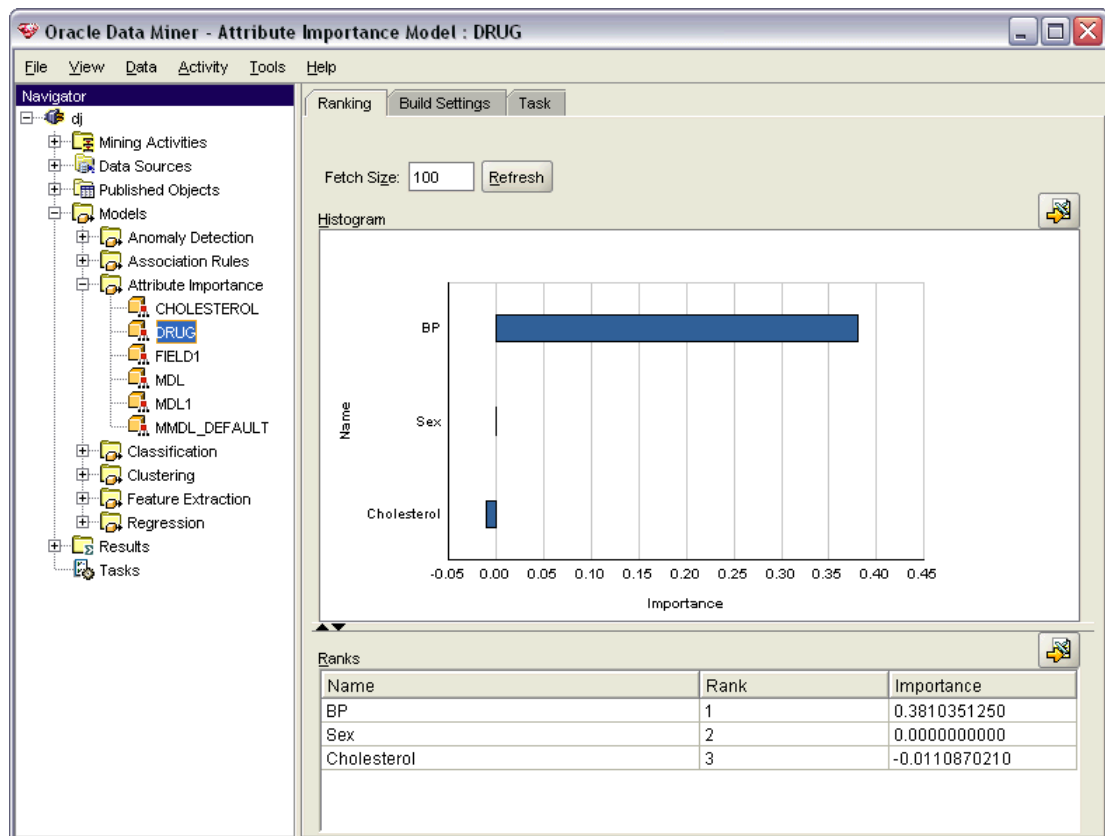 Oracle Data Miner - Attribute Importance Model : DRUG
File View Data Activity Tools Help
Navigator
dj
Mining Activities
Data Sources
Published Objects
Models
Anomaly Detection
Association Rules
Attribute Importance
CHOLESTEROL
DRUG
FIELD1
MDL
MDL1
MMDL_DEFAULT
Classification
Clustering
Feature Extraction
Regression
Results
Tasks
Ranking Build Settings Task
Fetch Size: 100 Refresh
Histogram
BP
Sex
Cholesterol
Name
-0.05 0.00 0.05 0.10 0.15 0.20 0.25 0.30 0.35 0.40 0.45
Importance
Ranks
Name Rank Importance
BP 1 0.3810351250
Sex 2 0.0000000000
Cholesterol 3 -0.0110870210